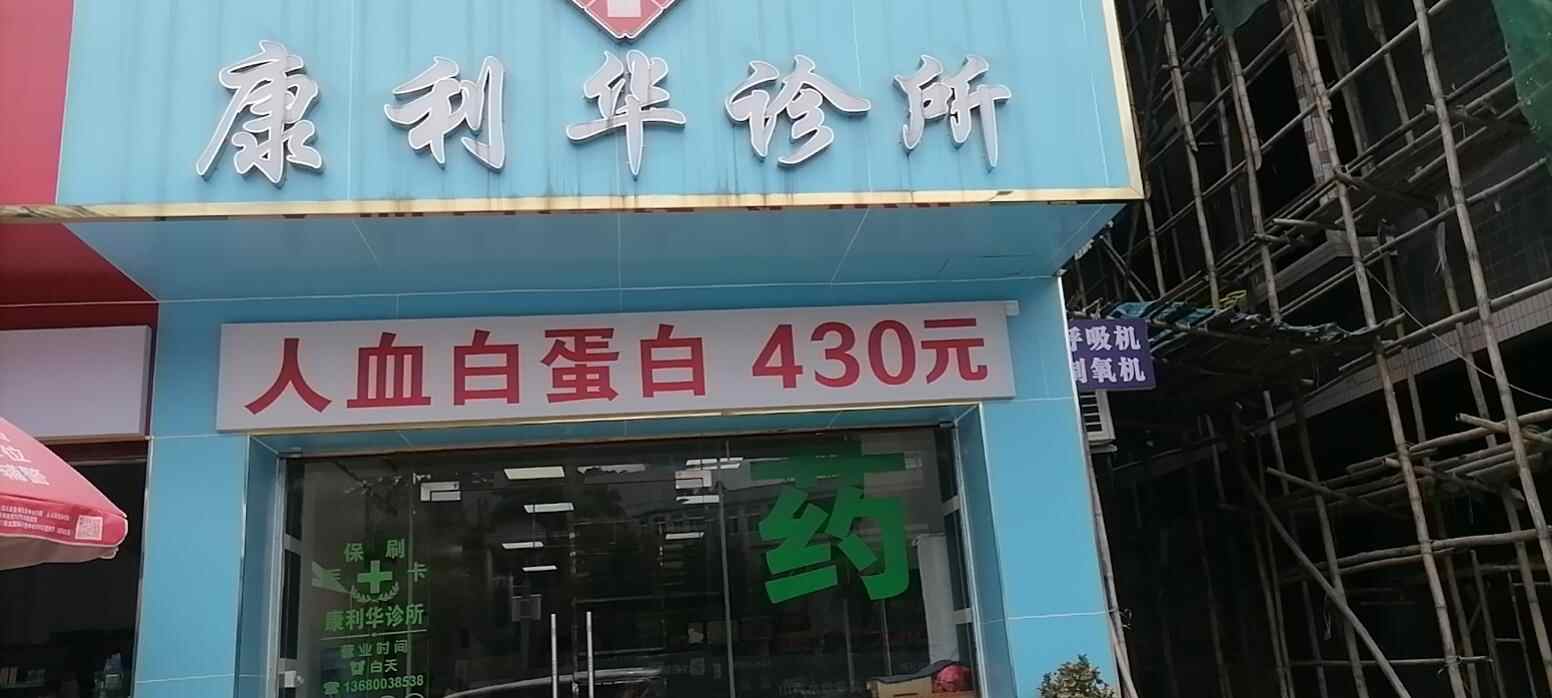 康利华诊所
人血白蛋白 430元
呼吸机
制氧机
药
保 刷
卡
康利华诊所
营业时间
白天
13680038538